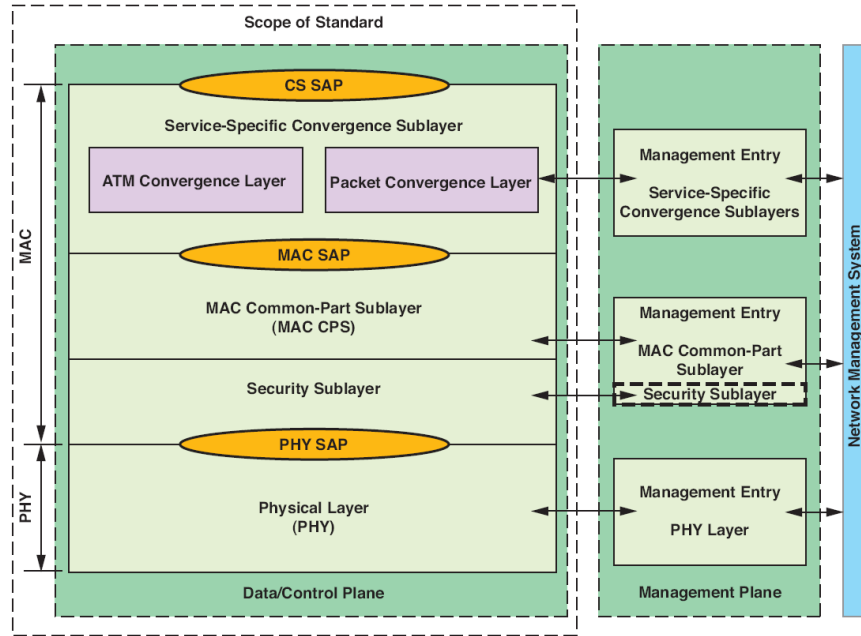 Scope of Standard
CS SAP
Service-Specific Convergence Sublayer
ATM Convergence Layer
Packet Convergence Layer
MAC SAP
MAC Common-Part Sublayer
(MAC CPS)
Security Sublayer
PHY SAP
Physical Layer
(PHY)
Data/Control Plane
MAC
PHY
Management Entry
Service-Specific
Convergence Sublayers
Management Entry
MAC Common-Part
Sublayer
Security Sublayer
Management Entry
PHY Layer
Management Plane
Network Management System